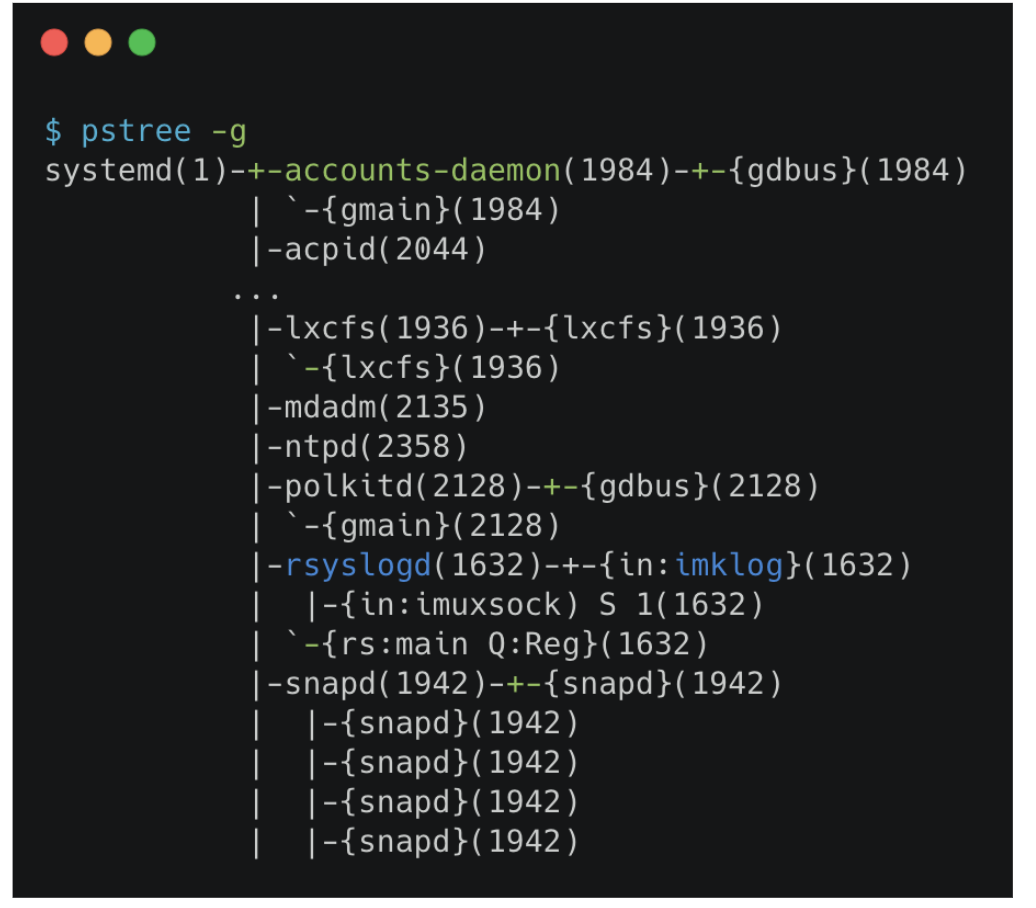 $ pstree -g
systemd(1)-+-accounts-daemon(1984)-+-{gdbus}(1984)
           | `-{gmain}(1984)
           |-acpid(2044)
          ...
           |-lxcfs(1936)-+-{lxcfs}(1936)
           | `-{lxcfs}(1936)
           |-mdadm(2135)
           |-ntpd(2358)
           |-polkitd(2128)-+-{gdbus}(2128)
           | `-{gmain}(2128)
           |-rsyslogd(1632)-+-{in:imklog}(1632)
           |  |-{in:imuxsock) S 1(1632)
           | `-{rs:main Q:Reg}(1632)
           |-snapd(1942)-+-{snapd}(1942)
           |  |-{snapd}(1942)
           |  |-{snapd}(1942)
           |  |-{snapd}(1942)
           |  |-{snapd}(1942)